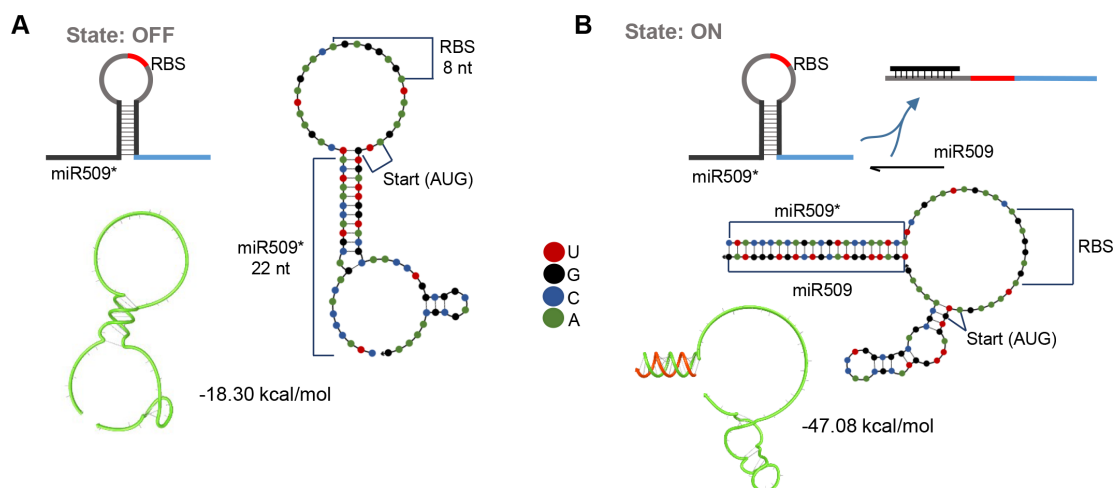 A
State: OFF
RBS
miR509*
RBS
8 nt
Start (AUG)
miR509*
22 nt
-18.30 kcal/mol
U
G
C
A
B
State: ON
RBS
miR509*
miR509
miR509*
RBS
miR509
Start (AUG)
-47.08 kcal/mol